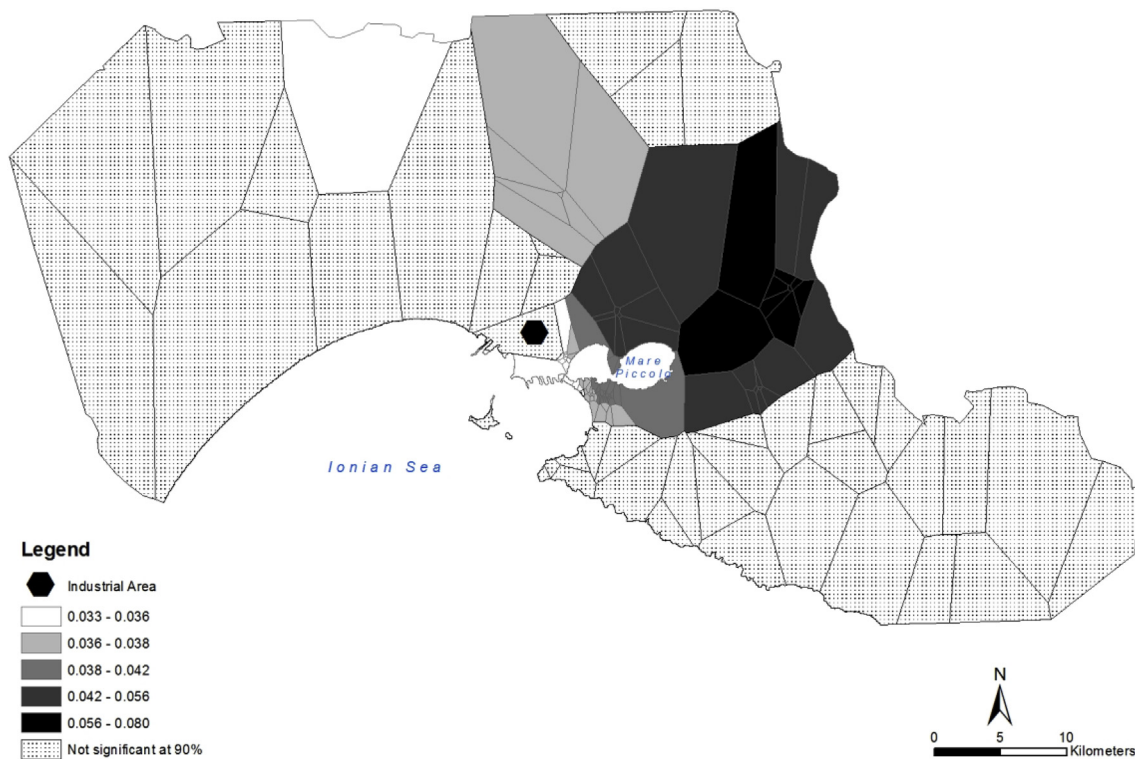 Mare
Piccolo
Ionian Sea
Legend
Industrial Area
0.033 - 0.036
0.036 - 0.038
0.038 - 0.042
0.042 - 0.056
0.056 - 0.080
Not significant at 90%
N
0 5 10
Kilometers